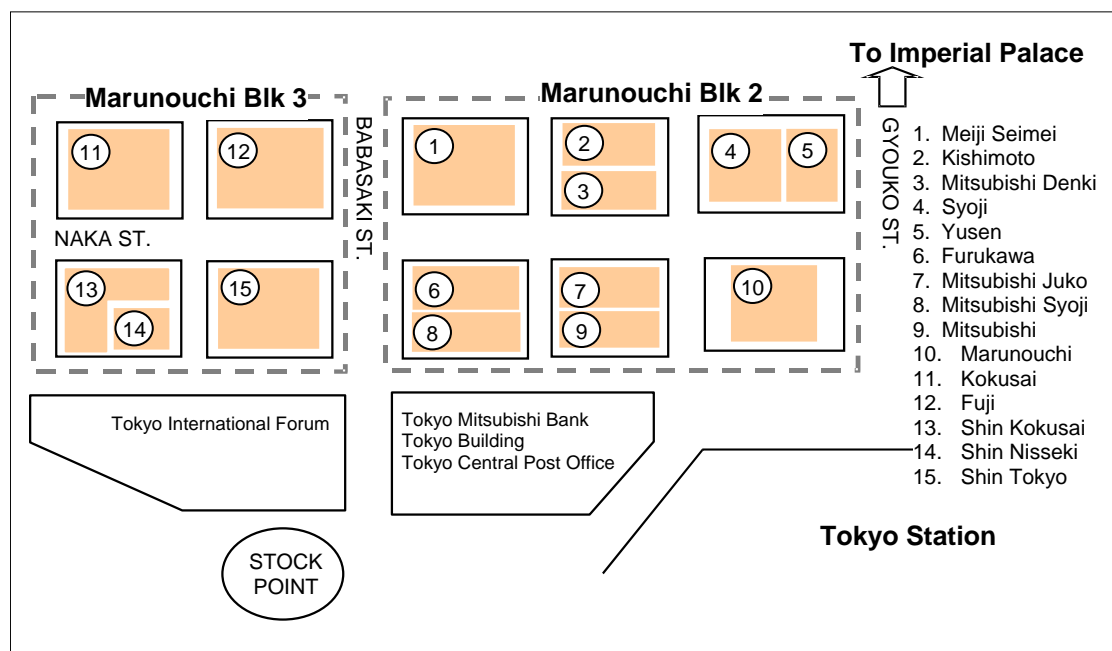 To Imperial Palace
Marunouchi Blk 3
Marunouchi Blk 2
11
12
1
2
3
4
5
BABASAKI ST.
GYOUKO ST.
NAKA ST.
13
14
15
6
8
7
9
10
1. Meiji Seimei
2. Kishimoto
3. Mitsubishi Denki
4. Syoji
5. Yusen
6. Furukawa
7. Mitsubishi Juko
8. Mitsubishi Syoji
9. Mitsubishi
10. Marunouchi
11. Kokusai
12. Fuji
13. Shin Kokusai
14. Shin Nisseki
15. Shin Tokyo
Tokyo International Forum
Tokyo Mitsubishi Bank
Tokyo Building
Tokyo Central Post Office
Tokyo Station
STOCK
POINT